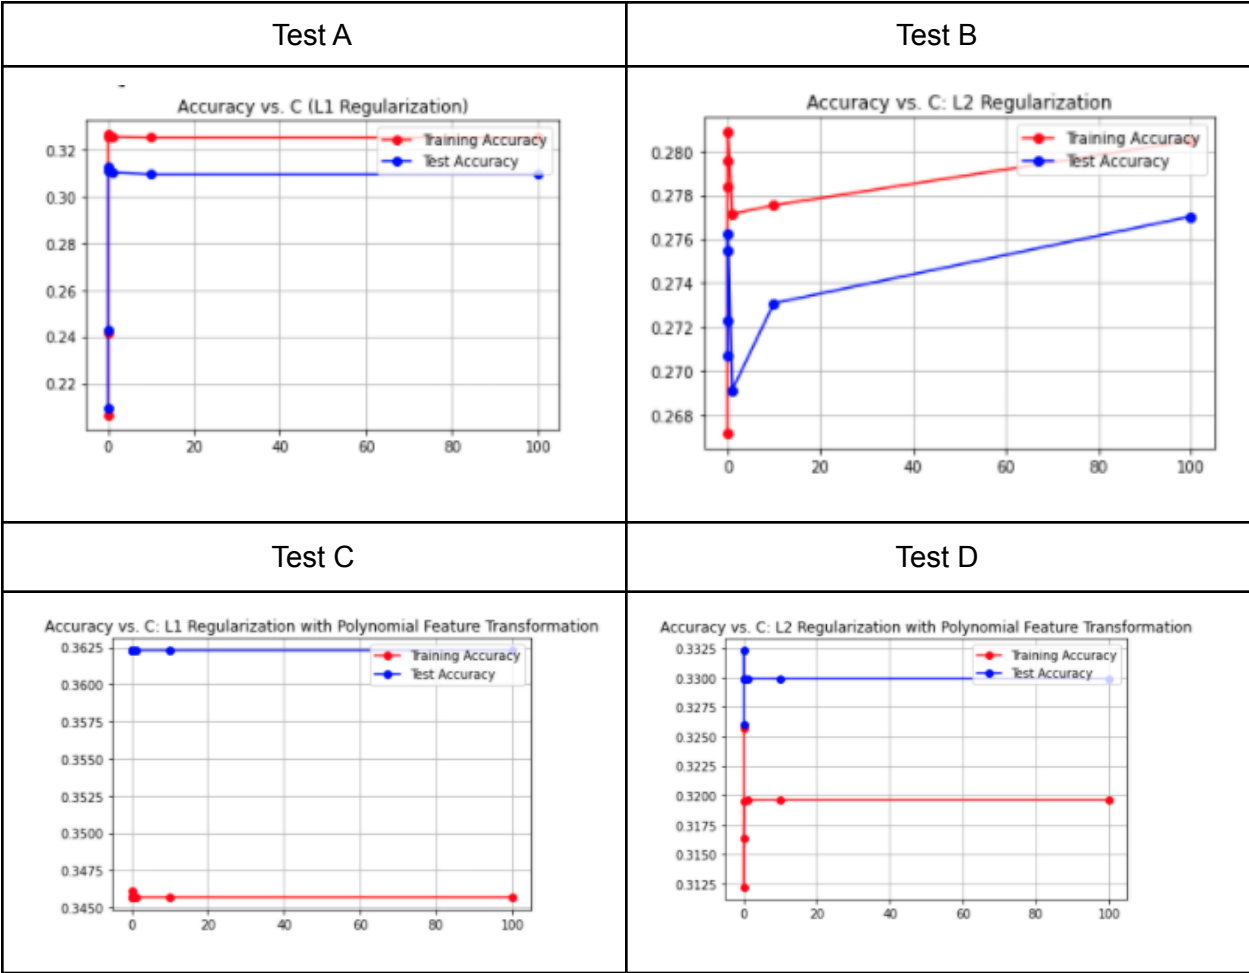 Test A
Test B
Accuracy vs. C (L1 Regularization)
Training Accuracy
Test Accuracy
0.32
0.30
0.28
0.26
0.24
0.22
0 20 40 60 80 100
Accuracy vs. C: L2 Regularization
Training Accuracy
Test Accuracy
0.280
0.278
0.276
0.274
0.272
0.270
0.268
0 20 40 60 80 100
Test C
Test D
Accuracy vs. C: L1 Regularization with Polynomial Feature Transformation
Training Accuracy
Test Accuracy
0.3625
0.3600
0.3575
0.3550
0.3525
0.3500
0.3475
0.3450
0 20 40 60 80 100
Accuracy vs. C: L2 Regularization with Polynomial Feature Transformation
Training Accuracy
Test Accuracy
0.3325
0.3300
0.3275
0.3250
0.3225
0.3200
0.3175
0.3150
0.3125
0 20 40 60 80 100